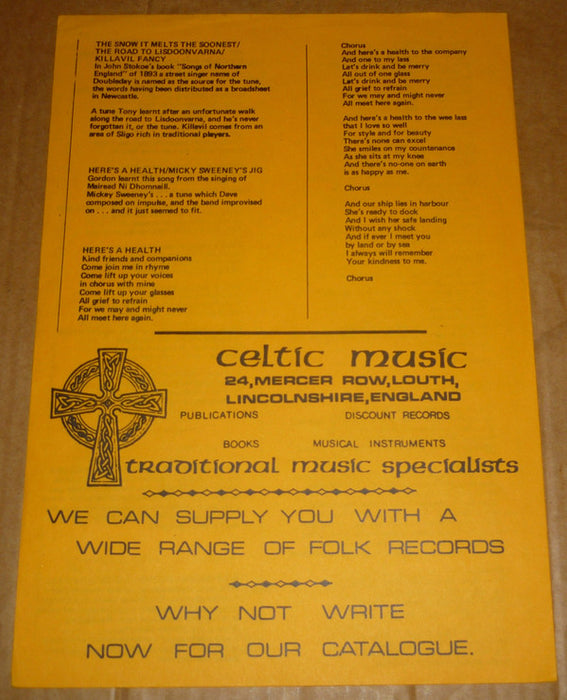 THE SNOW IT MELTS THE SOONEST/
THE ROAD TO LISDOONVARNA/
KILLAVIL FANCY
In John Stokoe's book "Songs of Northern
England" of 1893 a street singer name of
Doubleday is named as the source for the tune,
the words having been distributed as a broadsheet
in Newcastle.
A tune Tony learnt after an unfortunate walk
along the road to Lisdoonvarna, and he's never
forgotten it, or the tune. Killevil comes from an
area of Sligo rich in traditional players.
HERE'S A HEALTH/MICKY SWEENEY'S JIG
Gordon learnt this song from the singing of
Mairead Ni Dhomnaill.
Mickey Sweeney's . . . a tune which Dave
composed on impulse, and the band improvised
on . . . and it just seemed to fit.
HERE'S A HEALTH
Kind friends and companions
Come join me in rhyme
Come lift up your voices
in chorus with mine
Come lift up your glasses
All grief to refrain
For we may and might never
All meet here again.
Chorus
And here's a health to the company
And one to my lass
Let's drink and be merry
All out of one glass
Let's drink and be merry
All grief to refrain
For we may and might never
All meet here again.
And here's a health to the wee lass
that I love so well
For style and for beauty
There's none can excel
She smiles on my countenance
As she sits at my knee
And there's no-one on earth
is as happy as me.
Chorus
And our ship lies in harbour
She's ready to dock
And I wish her safe landing
Without any shock
And if ever I meet you
by land or by sea
I always will remember
Your kindness to me.
Chorus
celtic music
24,MERCER ROW,LOUTH,
LINCOLNSHIRE,ENGLAND
PUBLICATIONS DISCOUNT RECORDS
BOOKS MUSICAL INSTRUMENTS
traditional music specialists
WE CAN SUPPLY YOU WITH A
WIDE RANGE OF FOLK RECORDS
WHY NOT WRITE
NOW FOR OUR CATALOGUE.